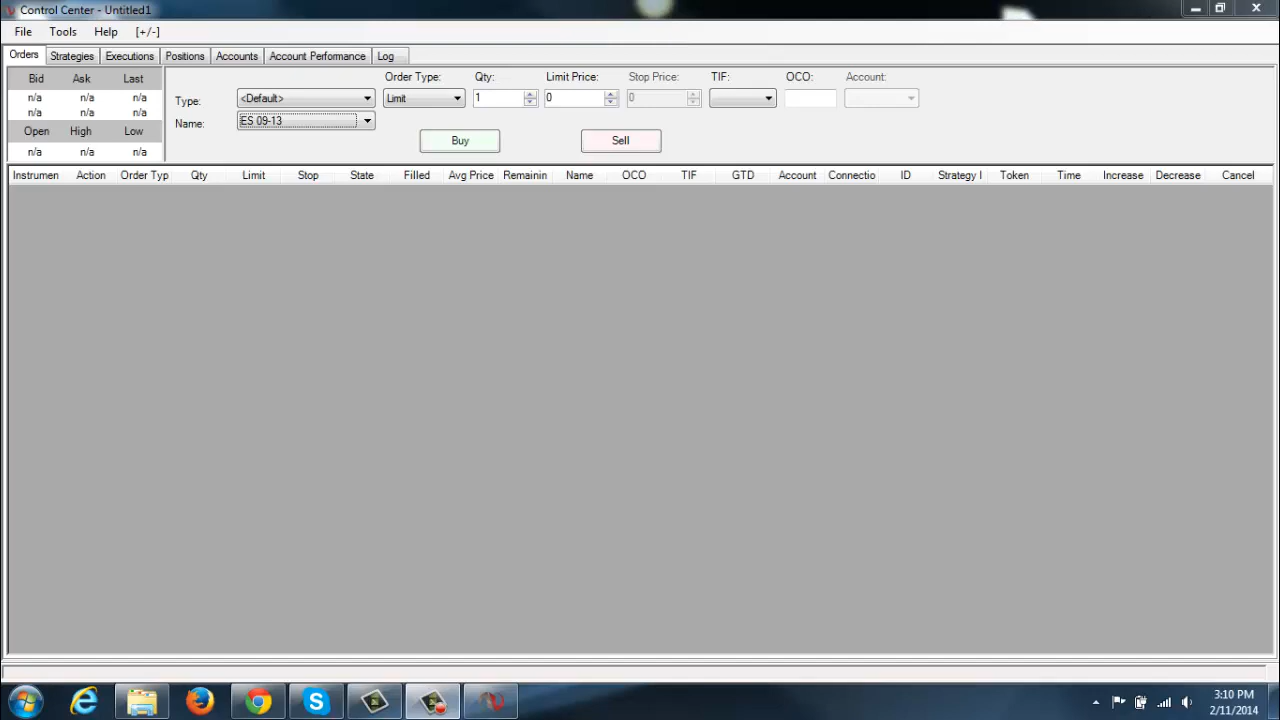 Control Center - Untitled1
File Tools Help [+/-]
Orders Strategies Executions Positions Accounts Account Performance Log
Bid Ask Last
n/a n/a n/a
n/a n/a n/a
Open High Low
n/a n/a n/a
Order Type: Qty: Limit Price: Stop Price: TIF: OCO: Account:
Type: <Default> Limit 1 0 0
Name: ES 09-13
Buy Sell
Instrumen Action Order Typ Qty Limit Stop State Filled Avg Price Remainin Name OCO TIF GTD Account Connectio ID Strategy I Token Time Increase Decrease Cancel
3:10 PM
2/11/2014